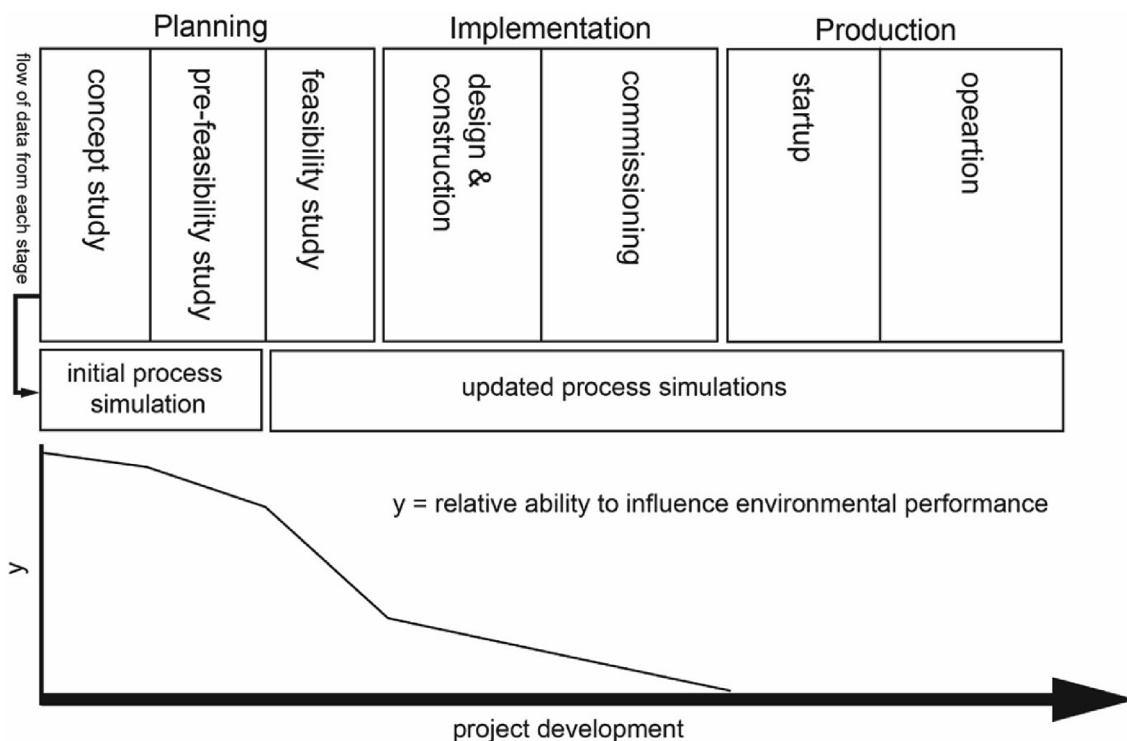 Planning
Implementation
Production
flow of data from each stage
concept study
pre-feasibility study
feasibility study
design &
construction
commissioning
startup
opeartion
initial process
simulation
updated process simulations
y = relative ability to influence environmental performance
y
project development